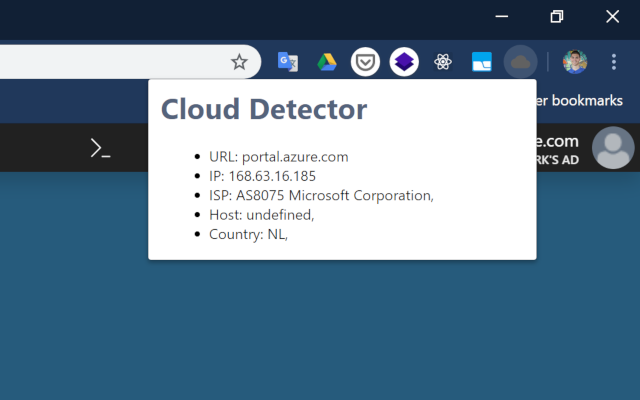 er bookmarks
Cloud Detector
e.com
RK'S AD
URL: portal.azure.com
IP: 168.63.16.185
ISP: AS8075 Microsoft Corporation,
Host: undefined,
Country: NL,